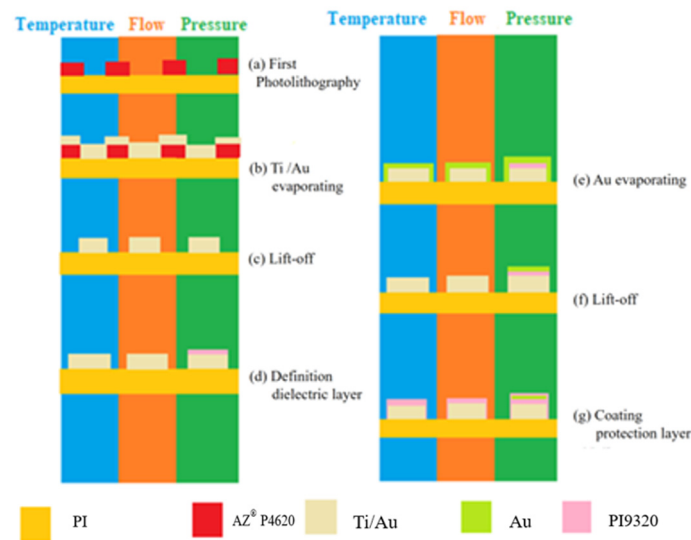 Temperature Flow Pressure
(a) First
Photolithography
(b) Ti /Au
evaporating
(c) Lift-off
(d) Definition
dielectric layer
Temperature Flow Pressure
(e) Au evaporating
(f) Lift-off
(g) Coating
protection layer
PI
AZ® P4620
Ti/Au
Au
PI9320